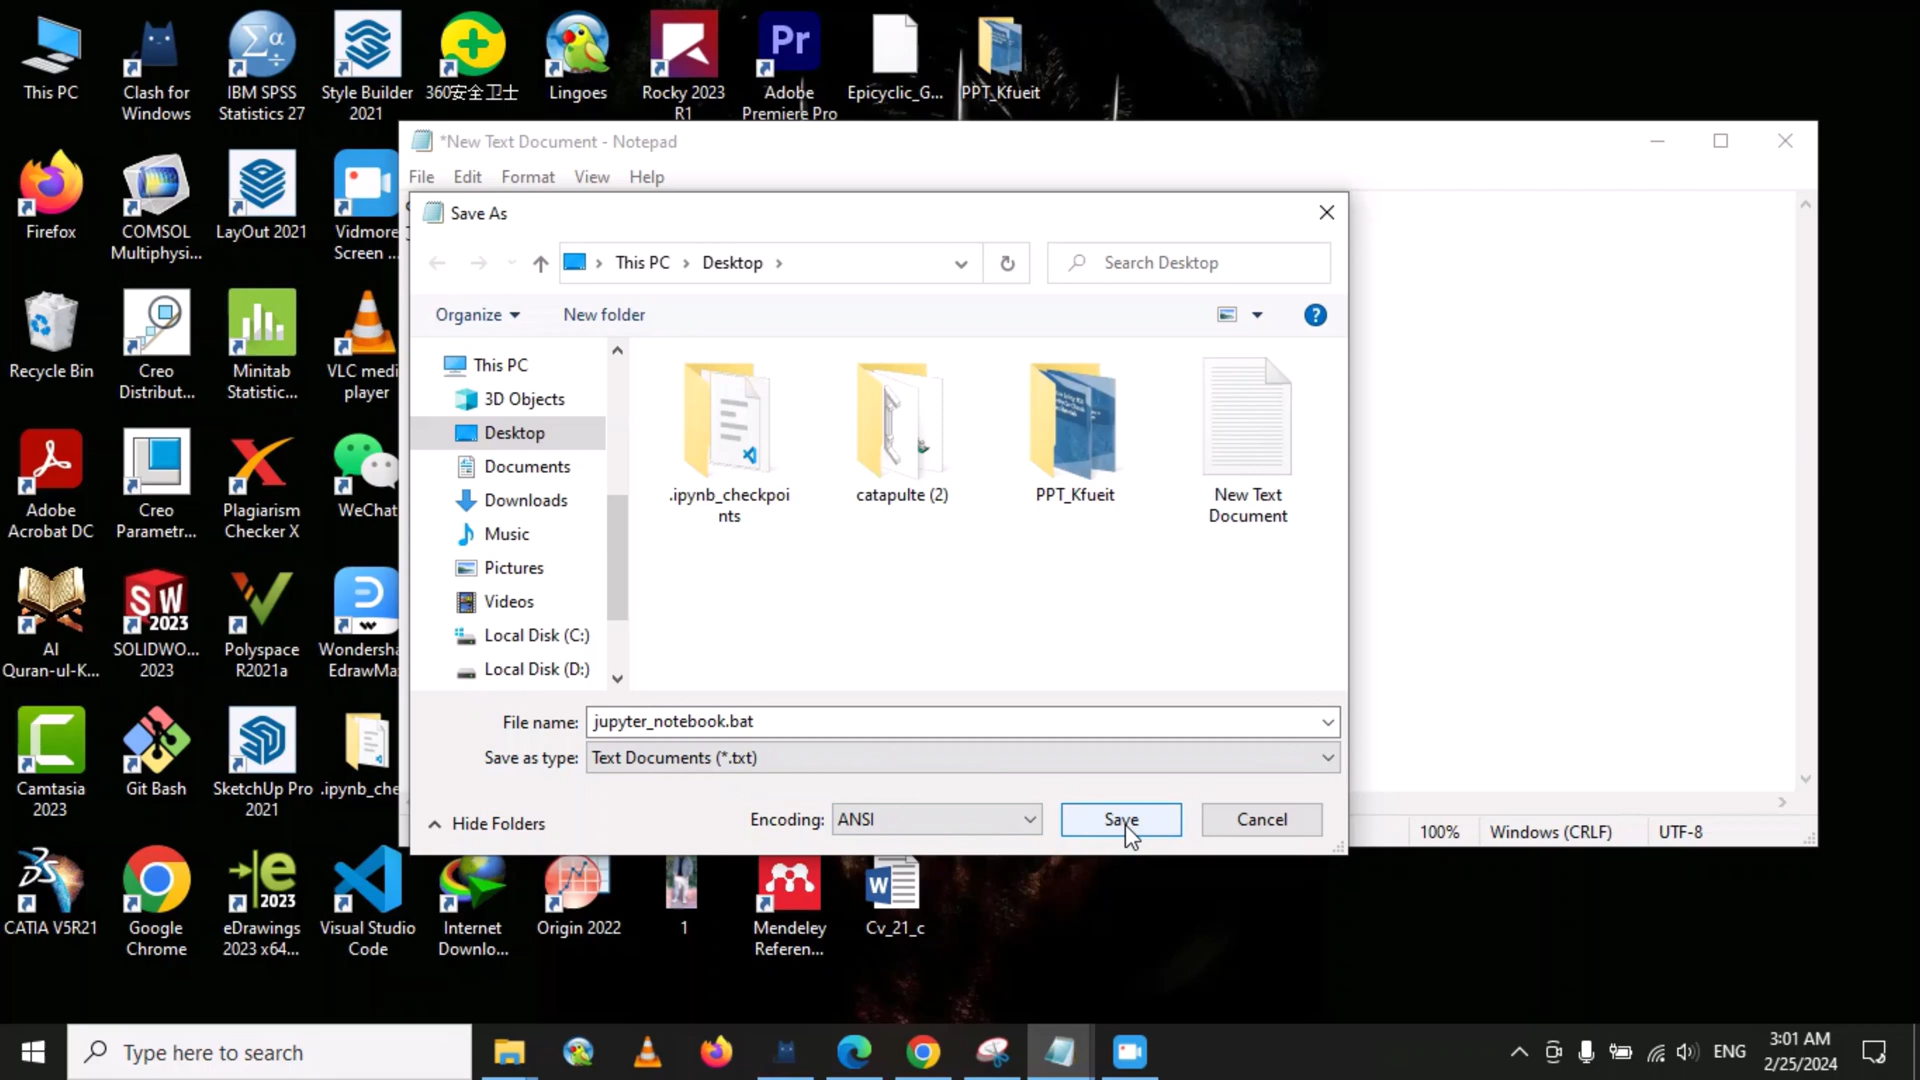 This PC
Clash for
Windows
IBM SPSS
Statistics 27
Style Builder
2021
360安全卫士
Lingoes
Rocky 2023
R1
Pr
Adobe
Premiere Pro
Epicyclic_G...
PPT_Kfueit
*New Text Document - Notepad
File Edit Format View Help
Firefox
COMSOL
Multiphysi...
LayOut 2021
Vidmore
Screen ...
Save As
This PC
Desktop
Search Desktop
Organize
New folder
Recycle Bin
Creo
Distribut...
Minitab
Statistic...
VLC medi
player
This PC
3D Objects
Desktop
Documents
Downloads
Music
Pictures
Videos
Local Disk (C:)
Local Disk (D:)
.ipynb_checkpoi
nts
catapulte (2)
PPT_Kfueit
New Text
Document
Adobe
Acrobat DC
Creo
Parametr...
Plagiarism
Checker X
WeChat
Al
Quran-ul-K...
SW
2023
SOLIDWO...
2023
Polyspace
R2021a
Wondersha
EdrawMa
File name: jupyter_notebook.bat
Save as type: Text Documents (*.txt)
Hide Folders
Encoding: ANSI
Save
Cancel
100%
Windows (CRLF)
UTF-8
Camtasia
2023
Git Bash
SketchUp Pro
2021
.ipynb_che
CATIA V5R21
Google
Chrome
2023
eDrawings
2023 x64...
Visual Studio
Code
Internet
Downlo...
Origin 2022
1
Mendeley
Referen...
W
Cv_21_c
Type here to search
ENG
3:01 AM
2/25/2024